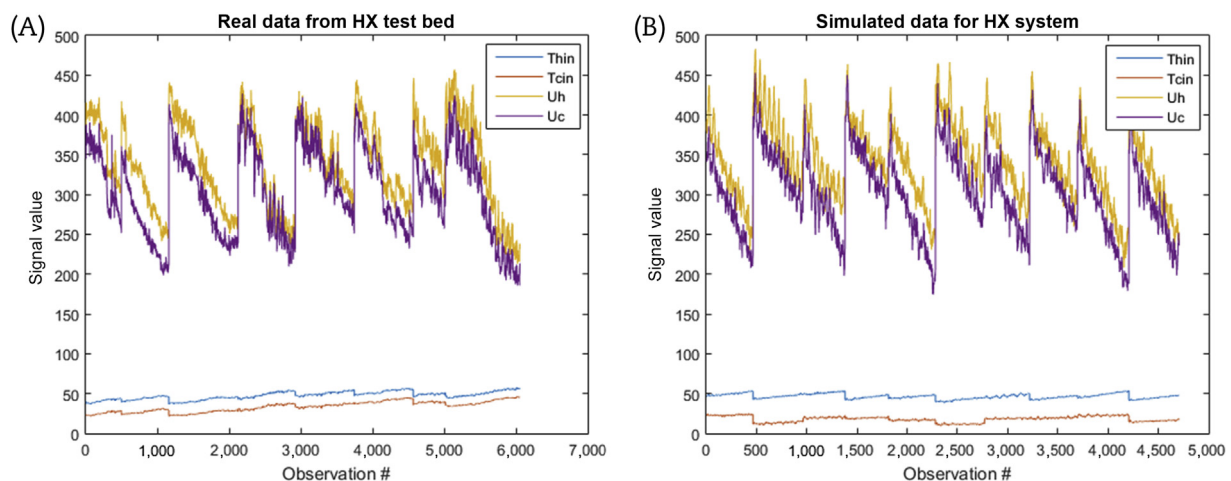 (A)
Real data from HX test bed
500
450
400
350
300
250
200
150
100
50
0
Signal value
0
1,000
2,000
3,000
4,000
5,000
6,000
7,000
Observation #
Thin
Tcin
Uh
Uc
(B)
Simulated data for HX system
500
450
400
350
300
250
200
150
100
50
0
Signal value
0
500
1,000
1,500
2,000
2,500
3,000
3,500
4,000
4,500
5,000
Observation #
Thin
Tcin
Uh
Uc